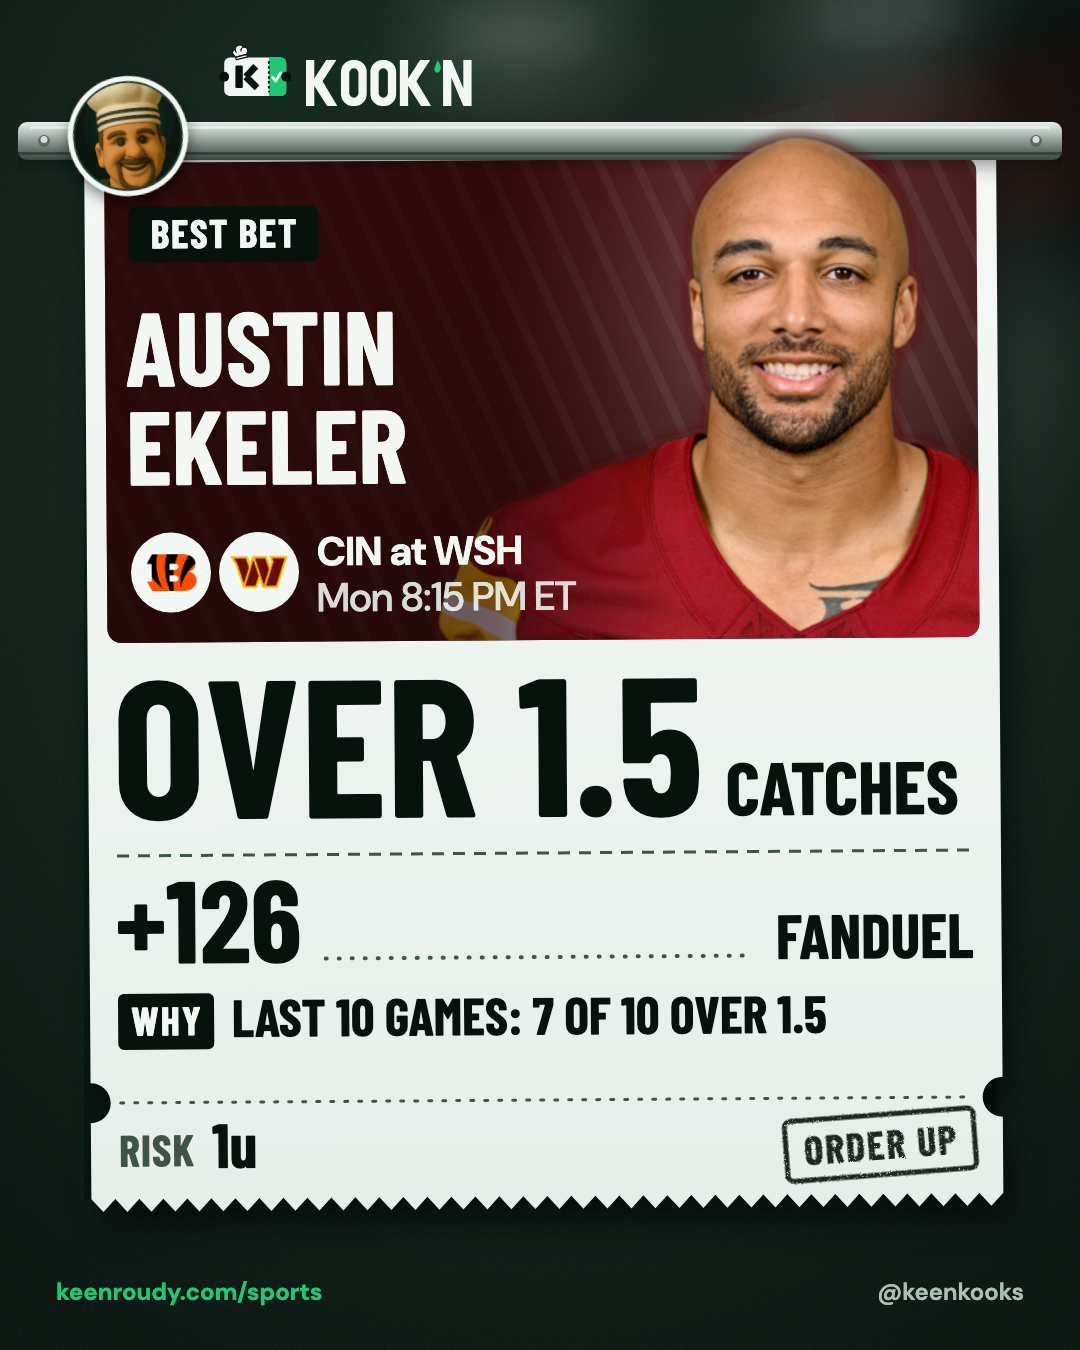 K
KOOK'N
BEST BET
AUSTIN
EKELER
CIN at WSH
Mon 8:15 PM ET
OVER 1.5 CATCHES
+126 FANDUEL
WHY LAST 10 GAMES: 7 OF 10 OVER 1.5
RISK 1u
ORDER UP
keenroudy.com/sports
@keenkooks